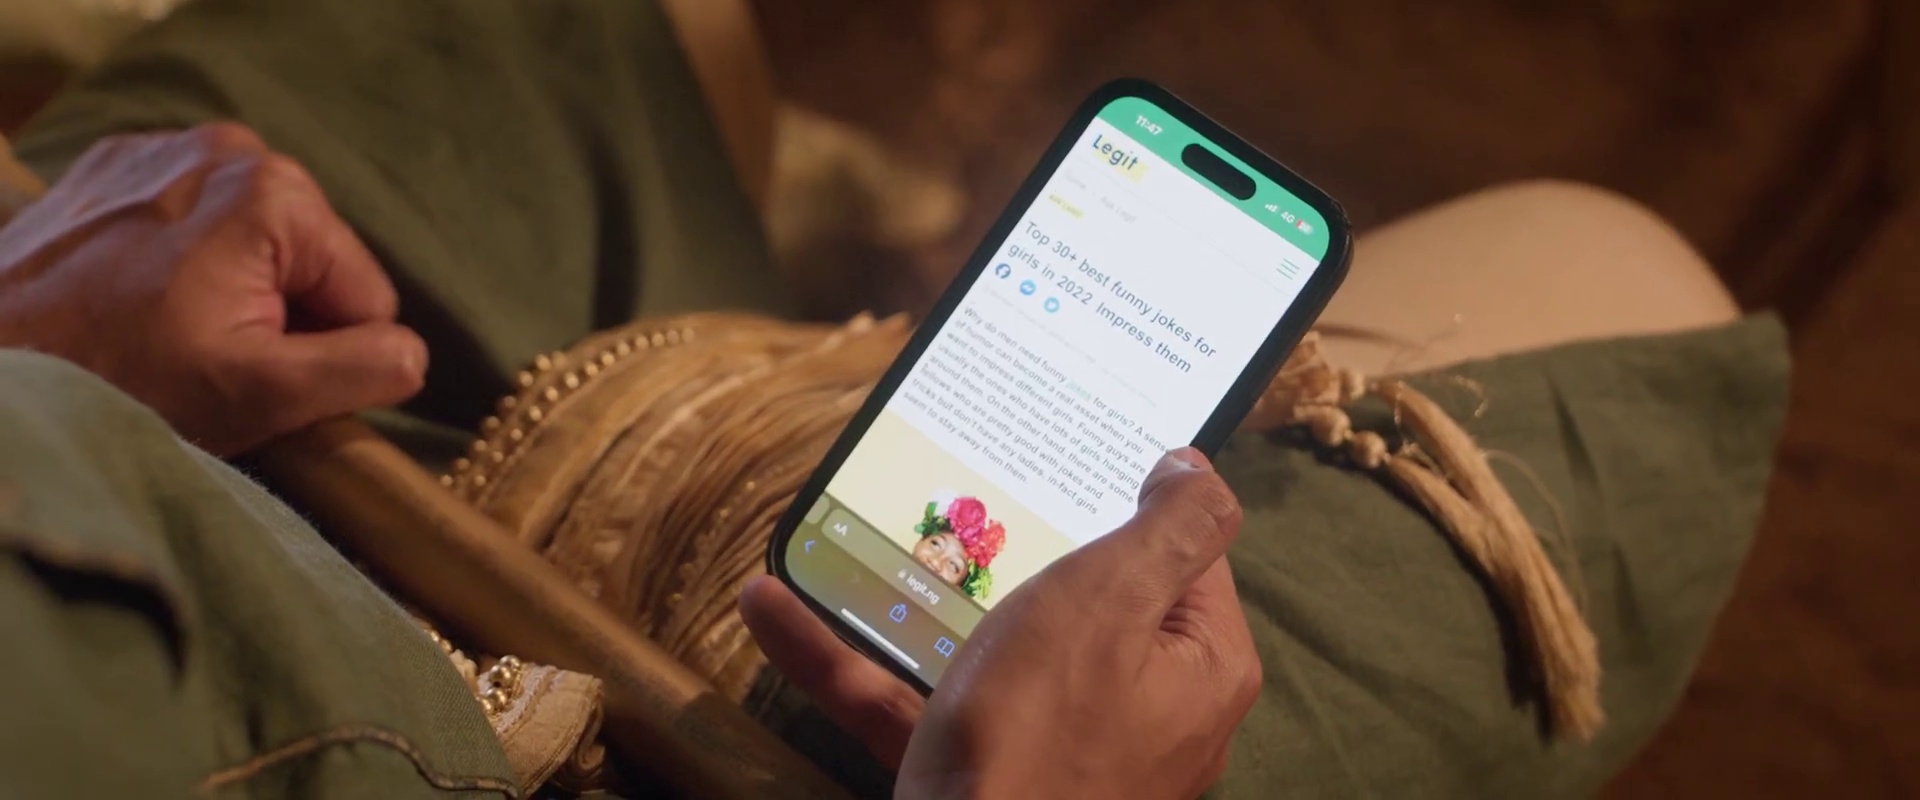 11:47
4G
Legit
Ask Legit
Top 30+ best funny jokes for
girls in 2022 Impress them
Why do men need funny jokes for girls? A sense
of humor can become a real asset when you
want to impress different girls. Funny guys are
usually the ones who have lots of girls hanging
around them. On the other hand, there are some
fellows who are pretty good with jokes and
tricks but don't have any ladies, in-fact girls
seem to stay away from them.
AA
legit.ng